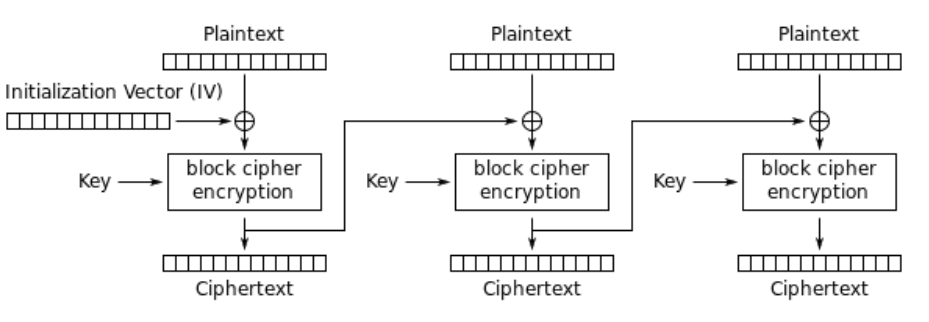 Plaintext
Plaintext
Plaintext
Initialization Vector (IV)
Key
block cipher
encryption
Key
block cipher
encryption
Key
block cipher
encryption
Ciphertext
Ciphertext
Ciphertext